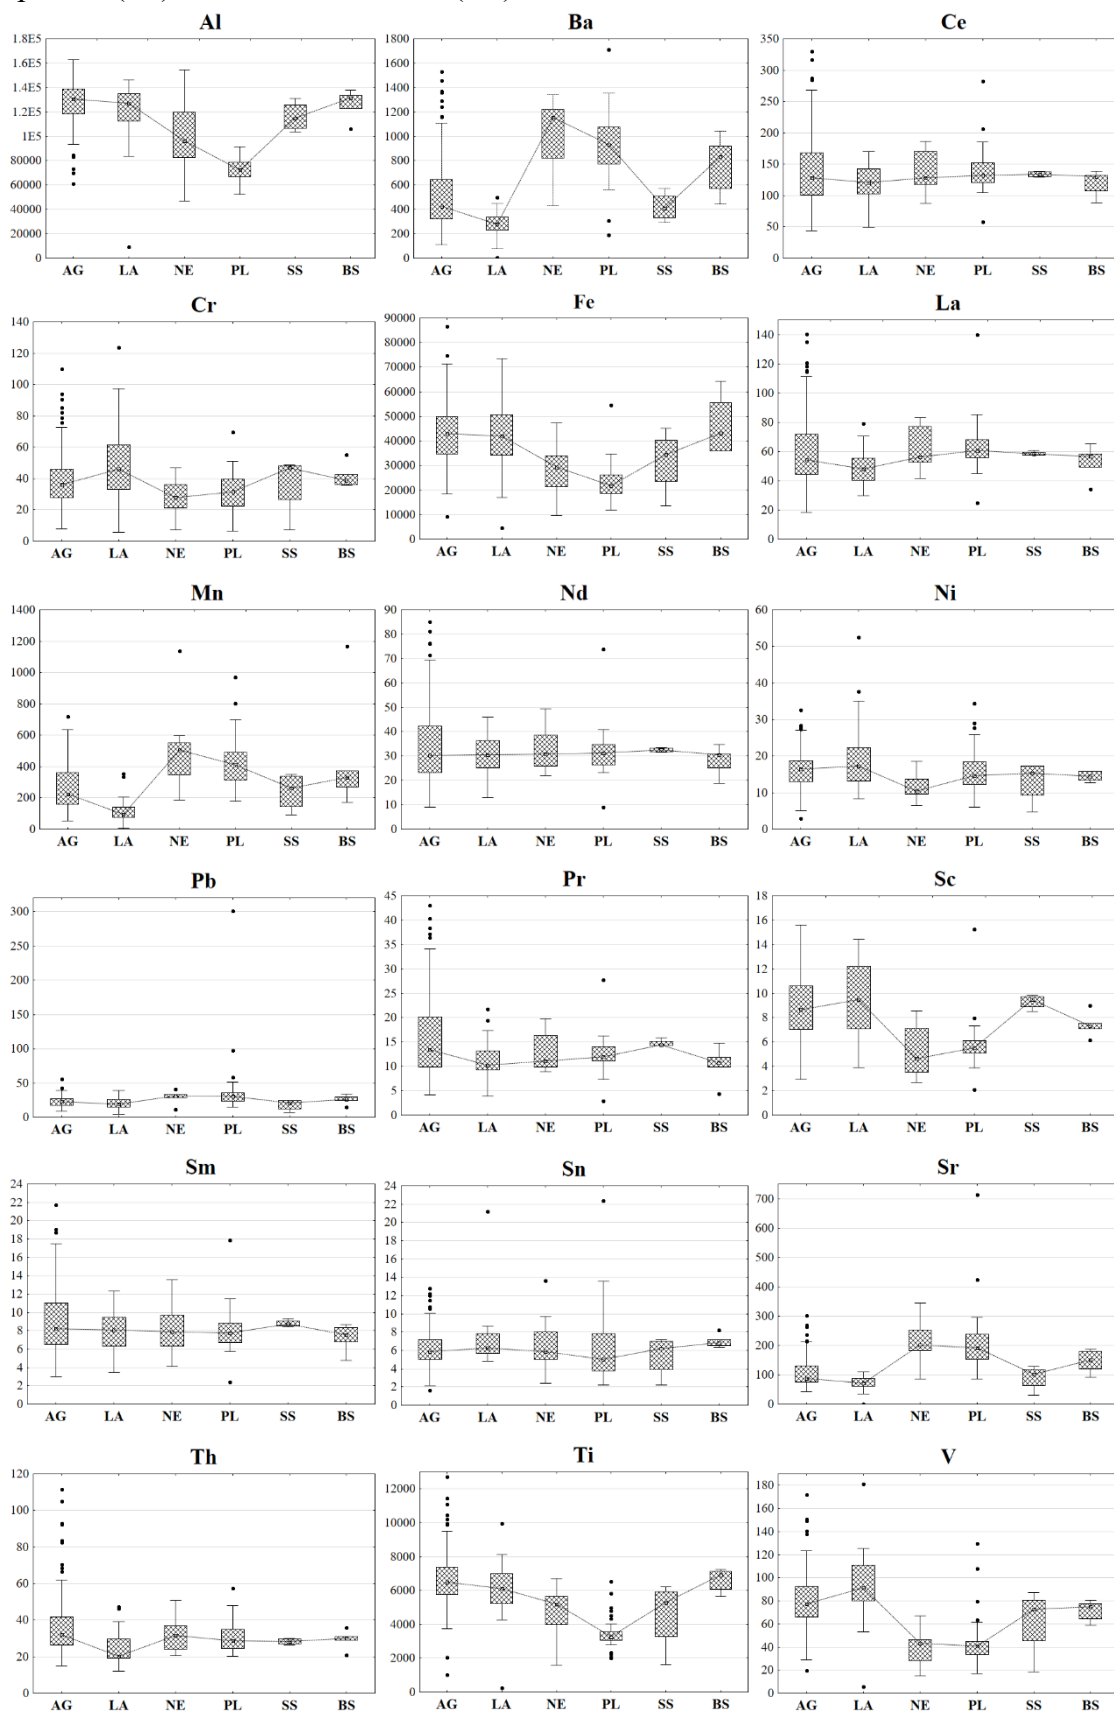 Al Ba Ce
1.8E5 1800 350
1.6E5 1600 300
1.4E5 1400 250
1.2E5 1200 200
1E5 1000 150
80000 800 100
60000 600 50
40000 400 0
20000 200
0 0
AG LA NE PL SS BS AG LA NE PL SS BS AG LA NE PL SS BS
Cr Fe La
140 90000 140
120 80000 120
100 70000 100
80 60000 80
60 50000 60
40 40000 40
20 30000 20
0 20000 0
10000
0
AG LA NE PL SS BS AG LA NE PL SS BS AG LA NE PL SS BS
Mn Nd Ni
1400 90 60
1200 80 50
1000 70 40
800 60 30
600 50 20
400 40 10
200 30 0
0 20
10
0
AG LA NE PL SS BS AG LA NE PL SS BS AG LA NE PL SS BS
Pb Pr Sc
300 45 18
250 40 16
200 35 14
150 30 12
100 25 10
50 20 8
0 15 6
10 4
5 2
0 0
AG LA NE PL SS BS AG LA NE PL SS BS AG LA NE PL SS BS
Sm Sn Sr
24 24 700
22 22 600
20 20 500
18 18 400
16 16 300
14 14 200
12 12 100
10 10 0
8 8
6 6
4 4
2 2
0 0
AG LA NE PL SS BS AG LA NE PL SS BS AG LA NE PL SS BS
Th Ti V
120 12000 180
100 10000 160
80 8000 140
60 6000 120
40 4000 100
20 2000 80
0 0 60
40
20
0
AG LA NE PL SS BS AG LA NE PL SS BS AG LA NE PL SS BS